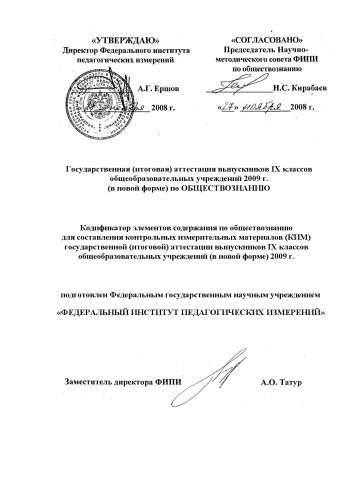 «УТВЕРЖДАЮ»
Директор Федерального института
педагогических измерений
А.Г. Ершов
2008 г.
«СОГЛАСОВАНО»
Председатель Научно-
методического совета ФИПИ
по обществознанию
Н.С. Кирабаев
«27» ноября 2008 г.
Государственная (итоговая) аттестация выпускников IX классов
общеобразовательных учреждений 2009 г.
(в новой форме) по ОБЩЕСТВОЗНАНИЮ
Кодификатор элементов содержания по обществознанию
для составления контрольных измерительных материалов (КИМ)
государственной (итоговой) аттестации выпускников IX классов
общеобразовательных учреждений (в новой форме) 2009 г.
подготовлен Федеральным государственным научным учреждением
«ФЕДЕРАЛЬНЫЙ ИНСТИТУТ ПЕДАГОГИЧЕСКИХ ИЗМЕРЕНИЙ»
Заместитель директора ФИПИ А.О. Татур